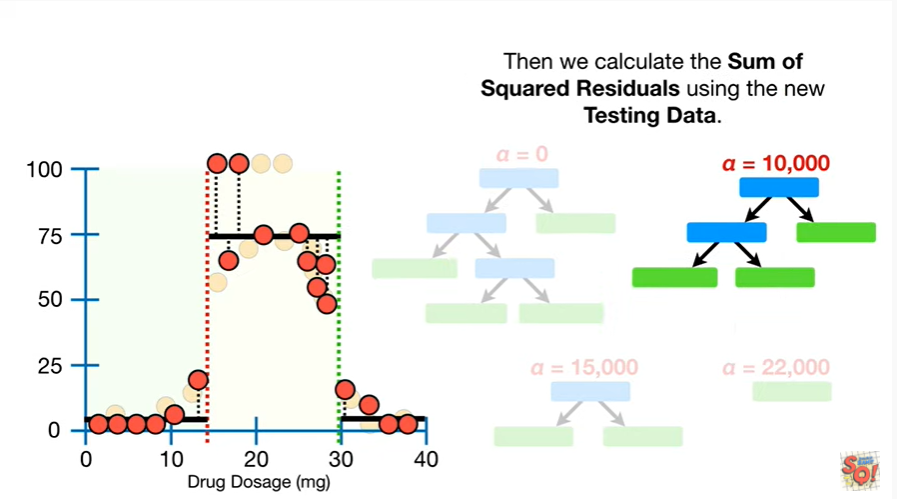 Then we calculate the Sum of
Squared Residuals using the new
Testing Data.
α = 0
α = 10,000
α = 15,000
α = 22,000
100
75
50
25
0
0 10 20 30 40
Drug Dosage (mg)
SQ!